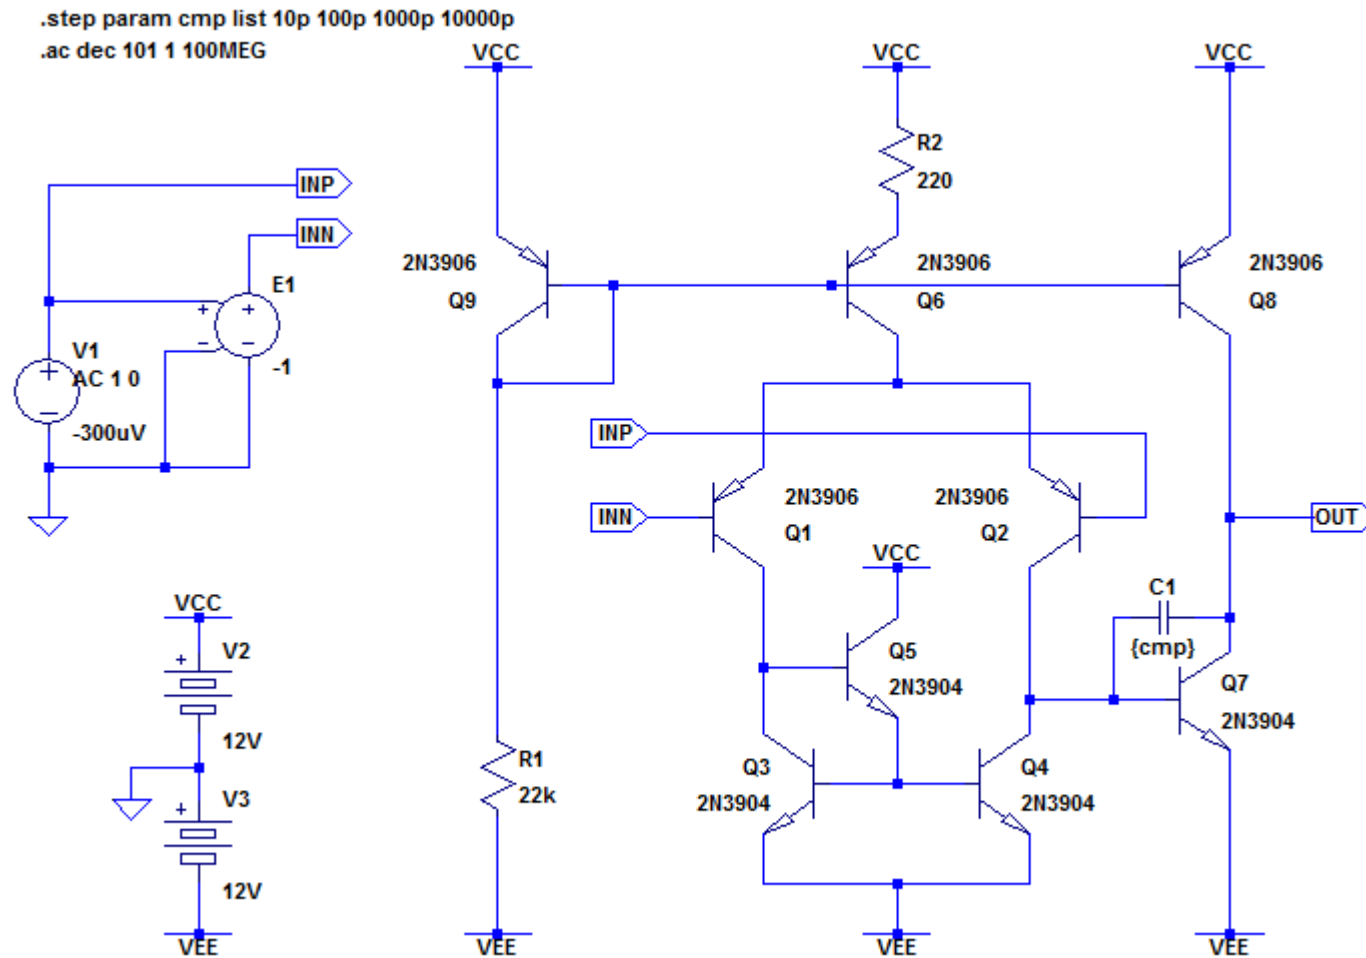 .step param cmp list 10p 100p 1000p 10000p
.ac dec 101 1 100MEG
VCC
VCC
VCC
R2
220
INP
INN
2N3906
Q9
2N3906
Q6
2N3906
Q8
E1
+
+
-
-
-1
V1
+
AC 1 0
-
-300uV
INP
INN
2N3906
Q1
2N3906
Q2
OUT
VCC
C1
{cmp}
VCC
+
V2
12V
Q5
2N3904
Q7
2N3904
R1
22k
Q3
2N3904
Q4
2N3904
+
V3
12V
VEE
VEE
VEE
VEE